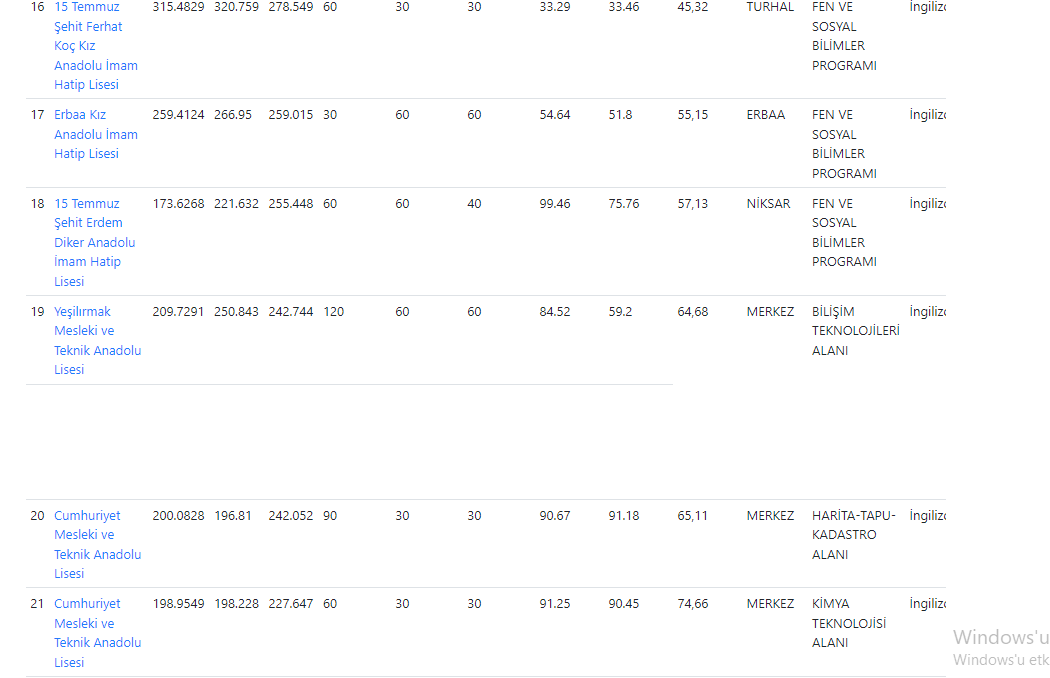 16 15 Temmuz 315.4829 320.759 278.549 60 30 30 33.29 33.46 45,32 TURHAL FEN VE İngilizc
Şehit Ferhat SOSYAL
Koç Kız BİLİMLER
Anadolu İmam PROGRAMI
Hatip Lisesi
17 Erbaa Kız 259.4124 266.95 259.015 30 60 60 54.64 51.8 55,15 ERBAA FEN VE İngilizc
Anadolu İmam SOSYAL
Hatip Lisesi BİLİMLER
PROGRAMI
18 15 Temmuz 173.6268 221.632 255.448 60 60 40 99.46 75.76 57,13 NİKSAR FEN VE İngilizc
Şehit Erdem SOSYAL
Diker Anadolu BİLİMLER
İmam Hatip PROGRAMI
Lisesi
19 Yeşilırmak 209.7291 250.843 242.744 120 60 60 84.52 59.2 64,68 MERKEZ BİLİŞİM İngilizc
Mesleki ve TEKNOLOJİLERİ
Teknik Anadolu ALANI
Lisesi
20 Cumhuriyet 200.0828 196.81 242.052 90 30 30 90.67 91.18 65,11 MERKEZ HARİTA-TAPU- İngilizc
Mesleki ve KADASTRO
Teknik Anadolu ALANI
Lisesi
21 Cumhuriyet 198.9549 198.228 227.647 60 30 30 91.25 90.45 74,66 MERKEZ KİMYA İngilizc
Mesleki ve TEKNOLOJİSİ
Teknik Anadolu ALANI
Lisesi
Windows'u
Windows'u etk